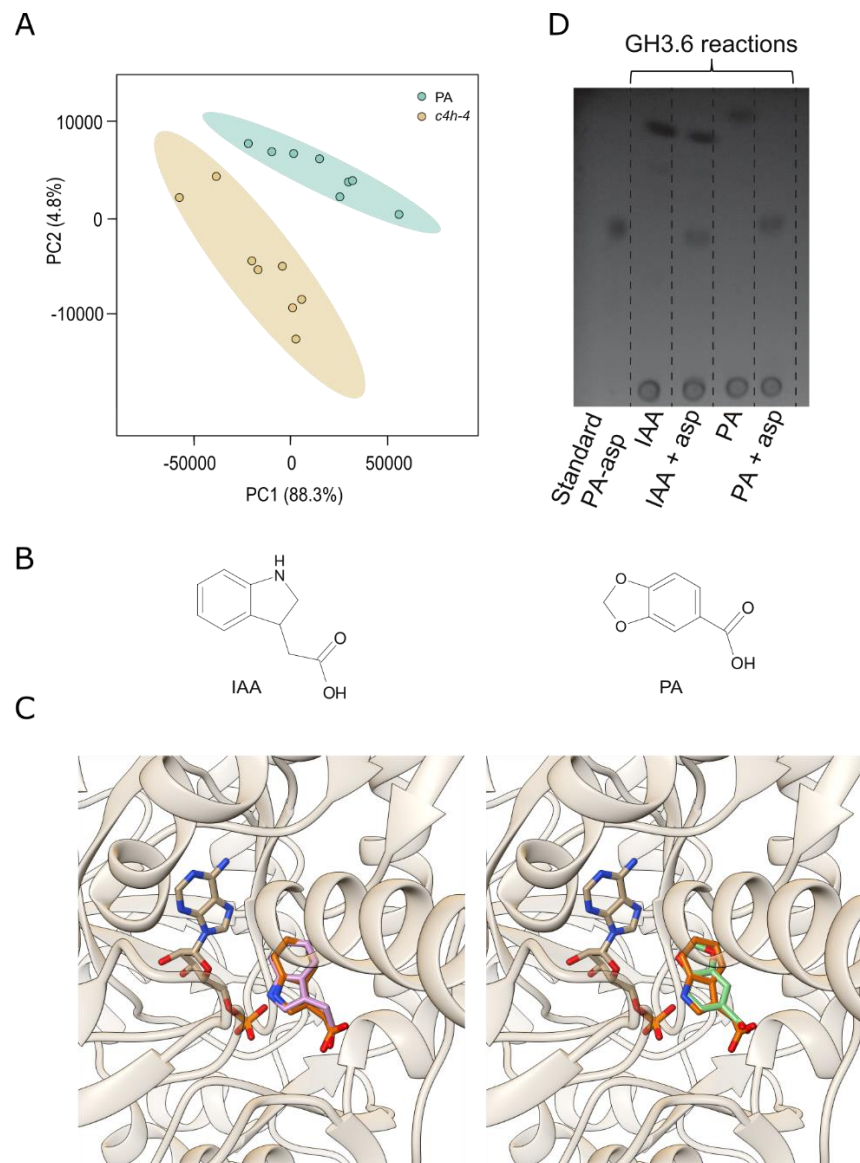 A
PC2 (4.8%)
10000
0
-10000
PA
c4h-4
-50000
0
50000
PC1 (88.3%)
D
GH3.6 reactions
Standard
PA-asp
IAA
IAA + asp
PA
PA + asp
B
H
N
O
OH
IAA
O
O
O
OH
PA
C